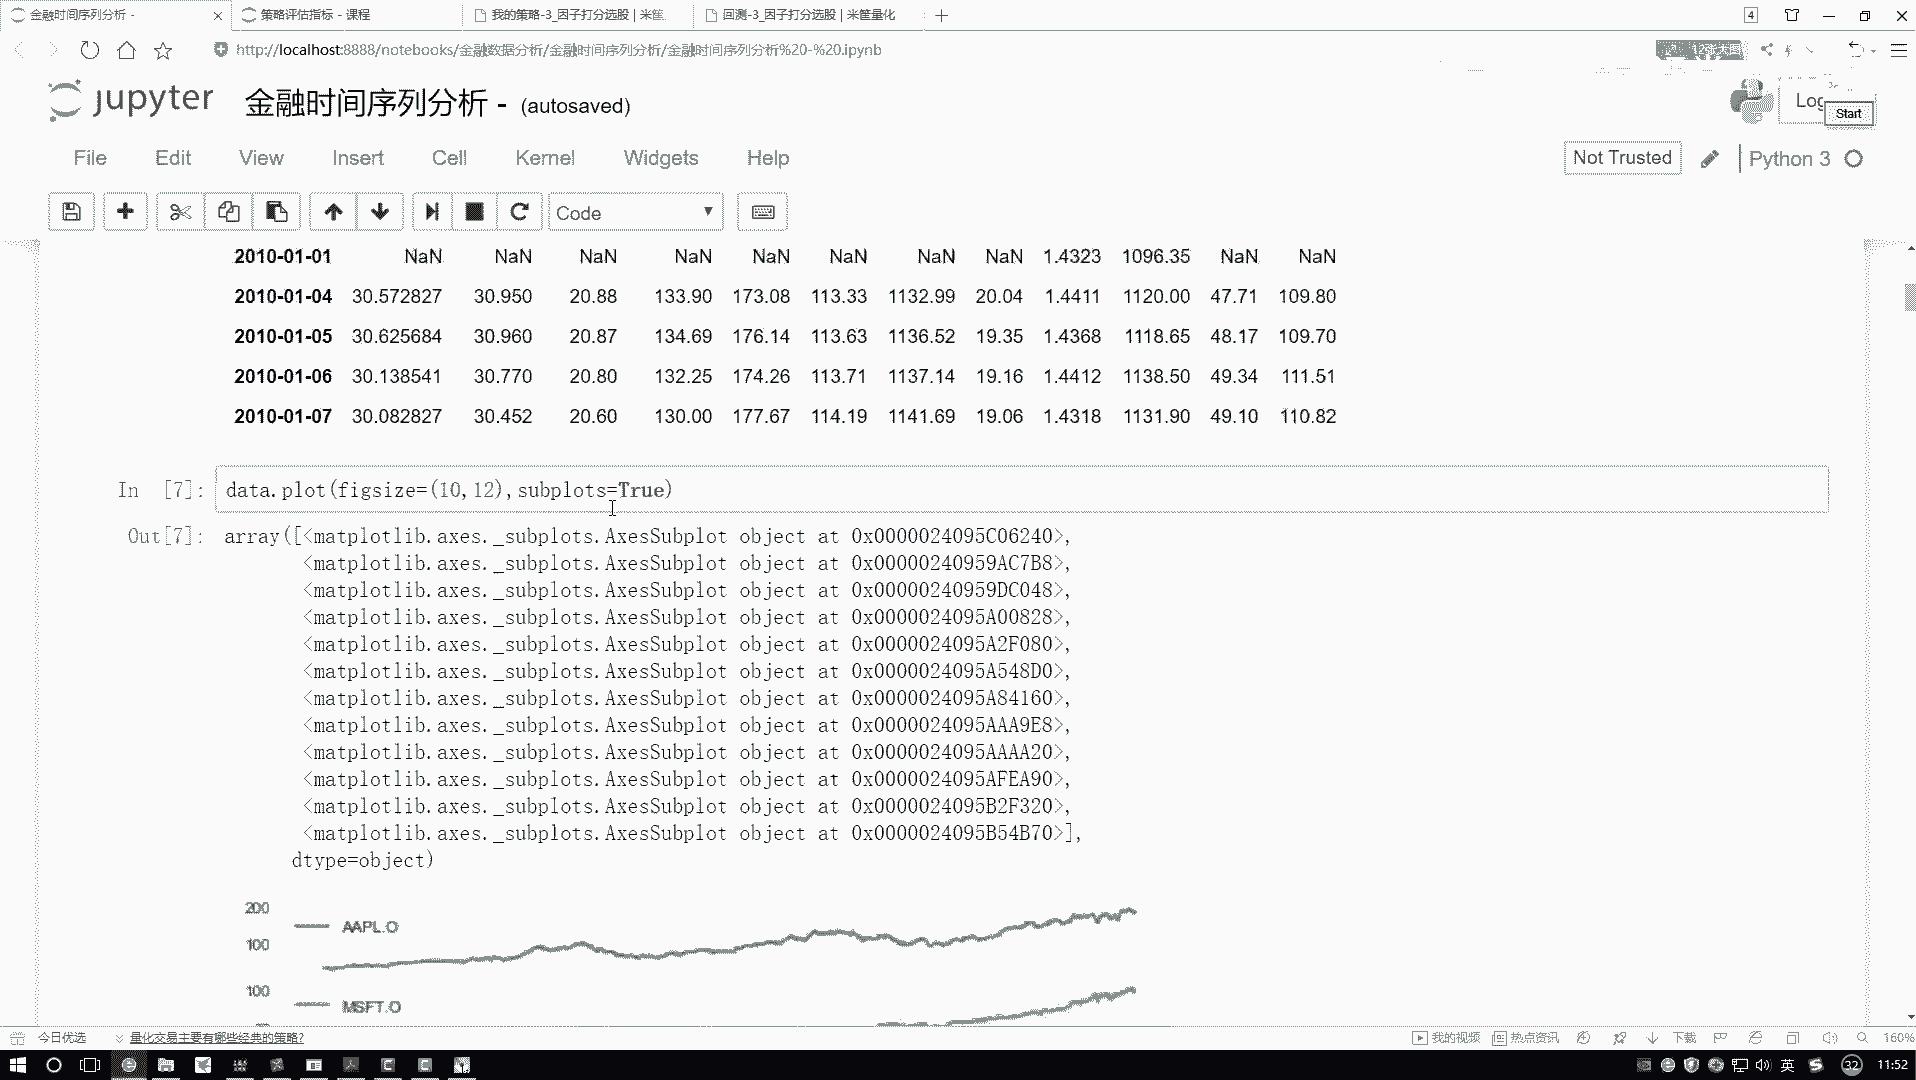 金融时间序列分析 -
策略评估指标 - 课程
我的策略-3_因子打分选股 | 米筐
回测-3_因子打分选股 | 米筐量化
4
http://localhost:8888/notebooks/金融数据分析/金融时间序列分析/金融时间序列分析%20-%20.ipynb
jupyter
金融时间序列分析 - (autosaved)
Start
File Edit View Insert Cell Kernel Widgets Help
Not Trusted
Python 3
Code
2010-01-01 NaN NaN NaN NaN NaN NaN NaN NaN 1.4323 1096.35 NaN NaN
2010-01-04 30.572827 30.950 20.88 133.90 173.08 113.33 1132.99 20.04 1.4411 1120.00 47.71 109.80
2010-01-05 30.625684 30.960 20.87 134.69 176.14 113.63 1136.52 19.35 1.4368 1118.65 48.17 109.70
2010-01-06 30.138541 30.770 20.80 132.25 174.26 113.71 1137.14 19.16 1.4412 1138.50 49.34 111.51
2010-01-07 30.082827 30.452 20.60 130.00 177.67 114.19 1141.69 19.06 1.4318 1131.90 49.10 110.82
In [7]: data.plot(figsize=(10,12),subplots=True)
Out[7]: array([<matplotlib.axes._subplots.AxesSubplot object at 0x0000024095C06240>,
<matplotlib.axes._subplots.AxesSubplot object at 0x00000240959AC7B8>,
<matplotlib.axes._subplots.AxesSubplot object at 0x00000240959DC048>,
<matplotlib.axes._subplots.AxesSubplot object at 0x0000024095A00828>,
<matplotlib.axes._subplots.AxesSubplot object at 0x0000024095A2F080>,
<matplotlib.axes._subplots.AxesSubplot object at 0x0000024095A548D0>,
<matplotlib.axes._subplots.AxesSubplot object at 0x0000024095A84160>,
<matplotlib.axes._subplots.AxesSubplot object at 0x0000024095AAA9E8>,
<matplotlib.axes._subplots.AxesSubplot object at 0x0000024095AAAA20>,
<matplotlib.axes._subplots.AxesSubplot object at 0x0000024095AFEA90>,
<matplotlib.axes._subplots.AxesSubplot object at 0x0000024095B2F320>,
<matplotlib.axes._subplots.AxesSubplot object at 0x0000024095B54B70>],
dtype=object)
200
AAPL.O
100
100
MSFT.O
今日优选
量化交易主要有哪些经典的策略?
我的视频
热点资讯
下载
160%
英
32
11:52